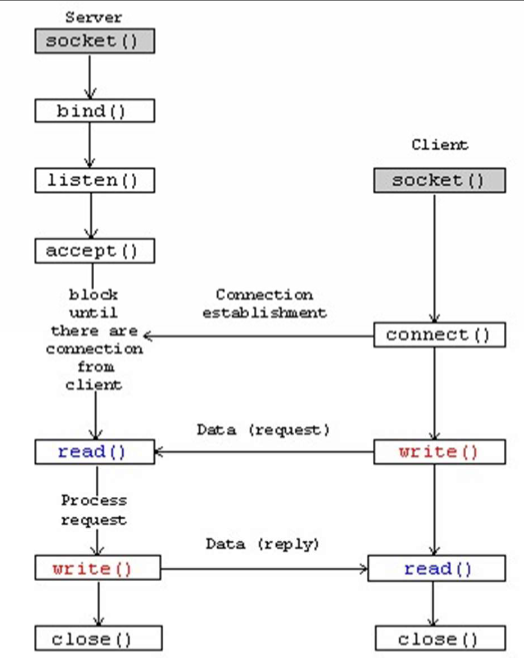 Server
socket()
bind()
listen()
accept()
block
until
there are
connection
from
client
read()
Process
request
write()
close()
Connection
establishment
Data (request)
Data (reply)
Client
socket()
connect()
write()
read()
close()